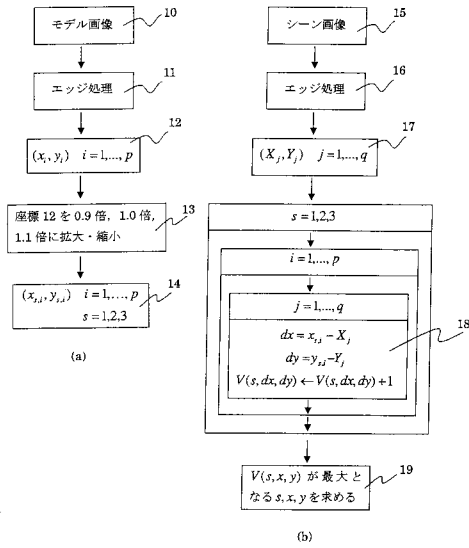 モデル画像
10
エッジ処理
11
(x_i, y_i) i=1,...,p
12
座標12を0.9倍，1.0倍，
1.1倍に拡大・縮小
13
(x_{s,i}, y_{s,i}) i=1,...,p
s=1,2,3
14
(a)
シーン画像
15
エッジ処理
16
(X_j, Y_j) j=1,...,q
17
s=1,2,3
i=1,...,p
j=1,...,q
dx = x_{s,i} − X_j
dy = y_{s,i} − Y_j
V(s,dx,dy) ← V(s,dx,dy)+1
18
V(s,x,y) が最大と
なる s,x,y を求める
19
(b)